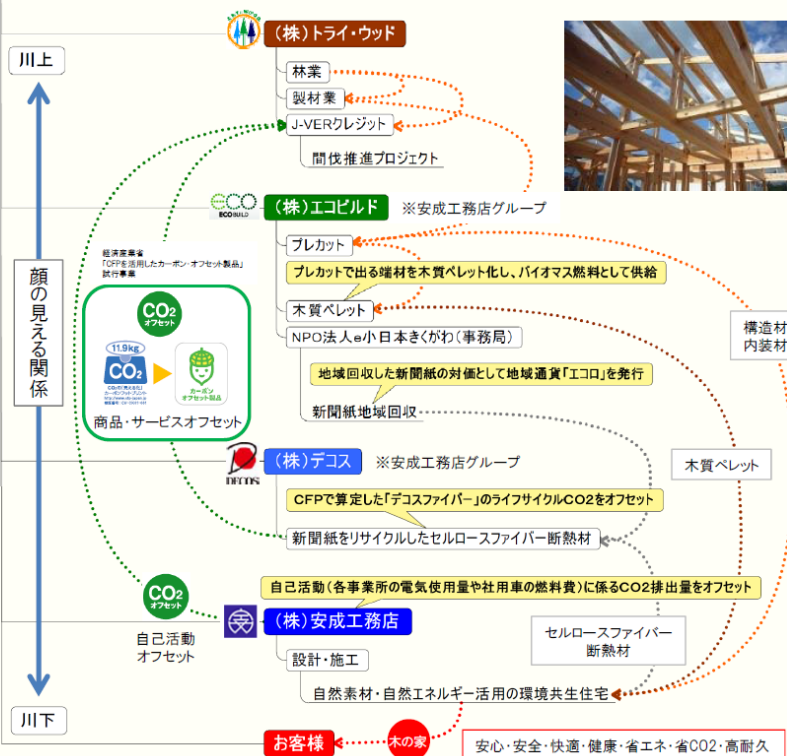 (株)トライ・ウッド
川上
林業
製材業
J-VERクレジット
間伐推進プロジェクト
eco
ECOBUILD
(株)エコビルド
※安成工務店グループ
経済産業省
「CFPを活用したカーボン・オフセット製品」
試行事業
プレカット
プレカットで出る端材を木質ペレット化し、バイオマス燃料として供給
顔の見える関係
CO2
オフセット
木質ペレット
構造材
内装材
NPO法人e小日本きくがわ(事務局)
11.9kg
CO2
カーボン
オフセット製品
地域回収した新聞紙の対価として地域通貨「エコロ」を発行
商品・サービスオフセット
新聞紙地域回収
DECOS
(株)デコス
※安成工務店グループ
木質ペレット
CFPで算定した「デコスファイバー」のライフサイクルCO2をオフセット
新聞紙をリサイクルしたセルロースファイバー断熱材
CO2
オフセット
自己活動(各事業所の電気使用量や社用車の燃料費)に係るCO2排出量をオフセット
(株)安成工務店
自己活動
オフセット
セルロースファイバー
断熱材
設計・施工
自然素材・自然エネルギー活用の環境共生住宅
川下
お客様
木の家
安心・安全・快適・健康・省エネ・省CO2・高耐久